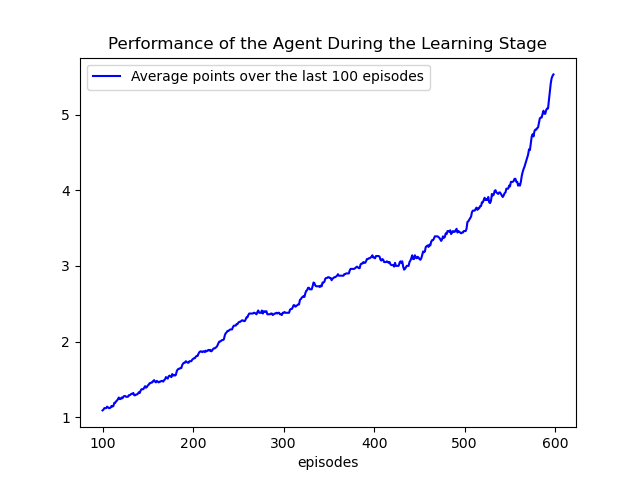 Performance of the Agent During the Learning Stage
Average points over the last 100 episodes
5
4
3
2
1
100 200 300 400 500 600
episodes